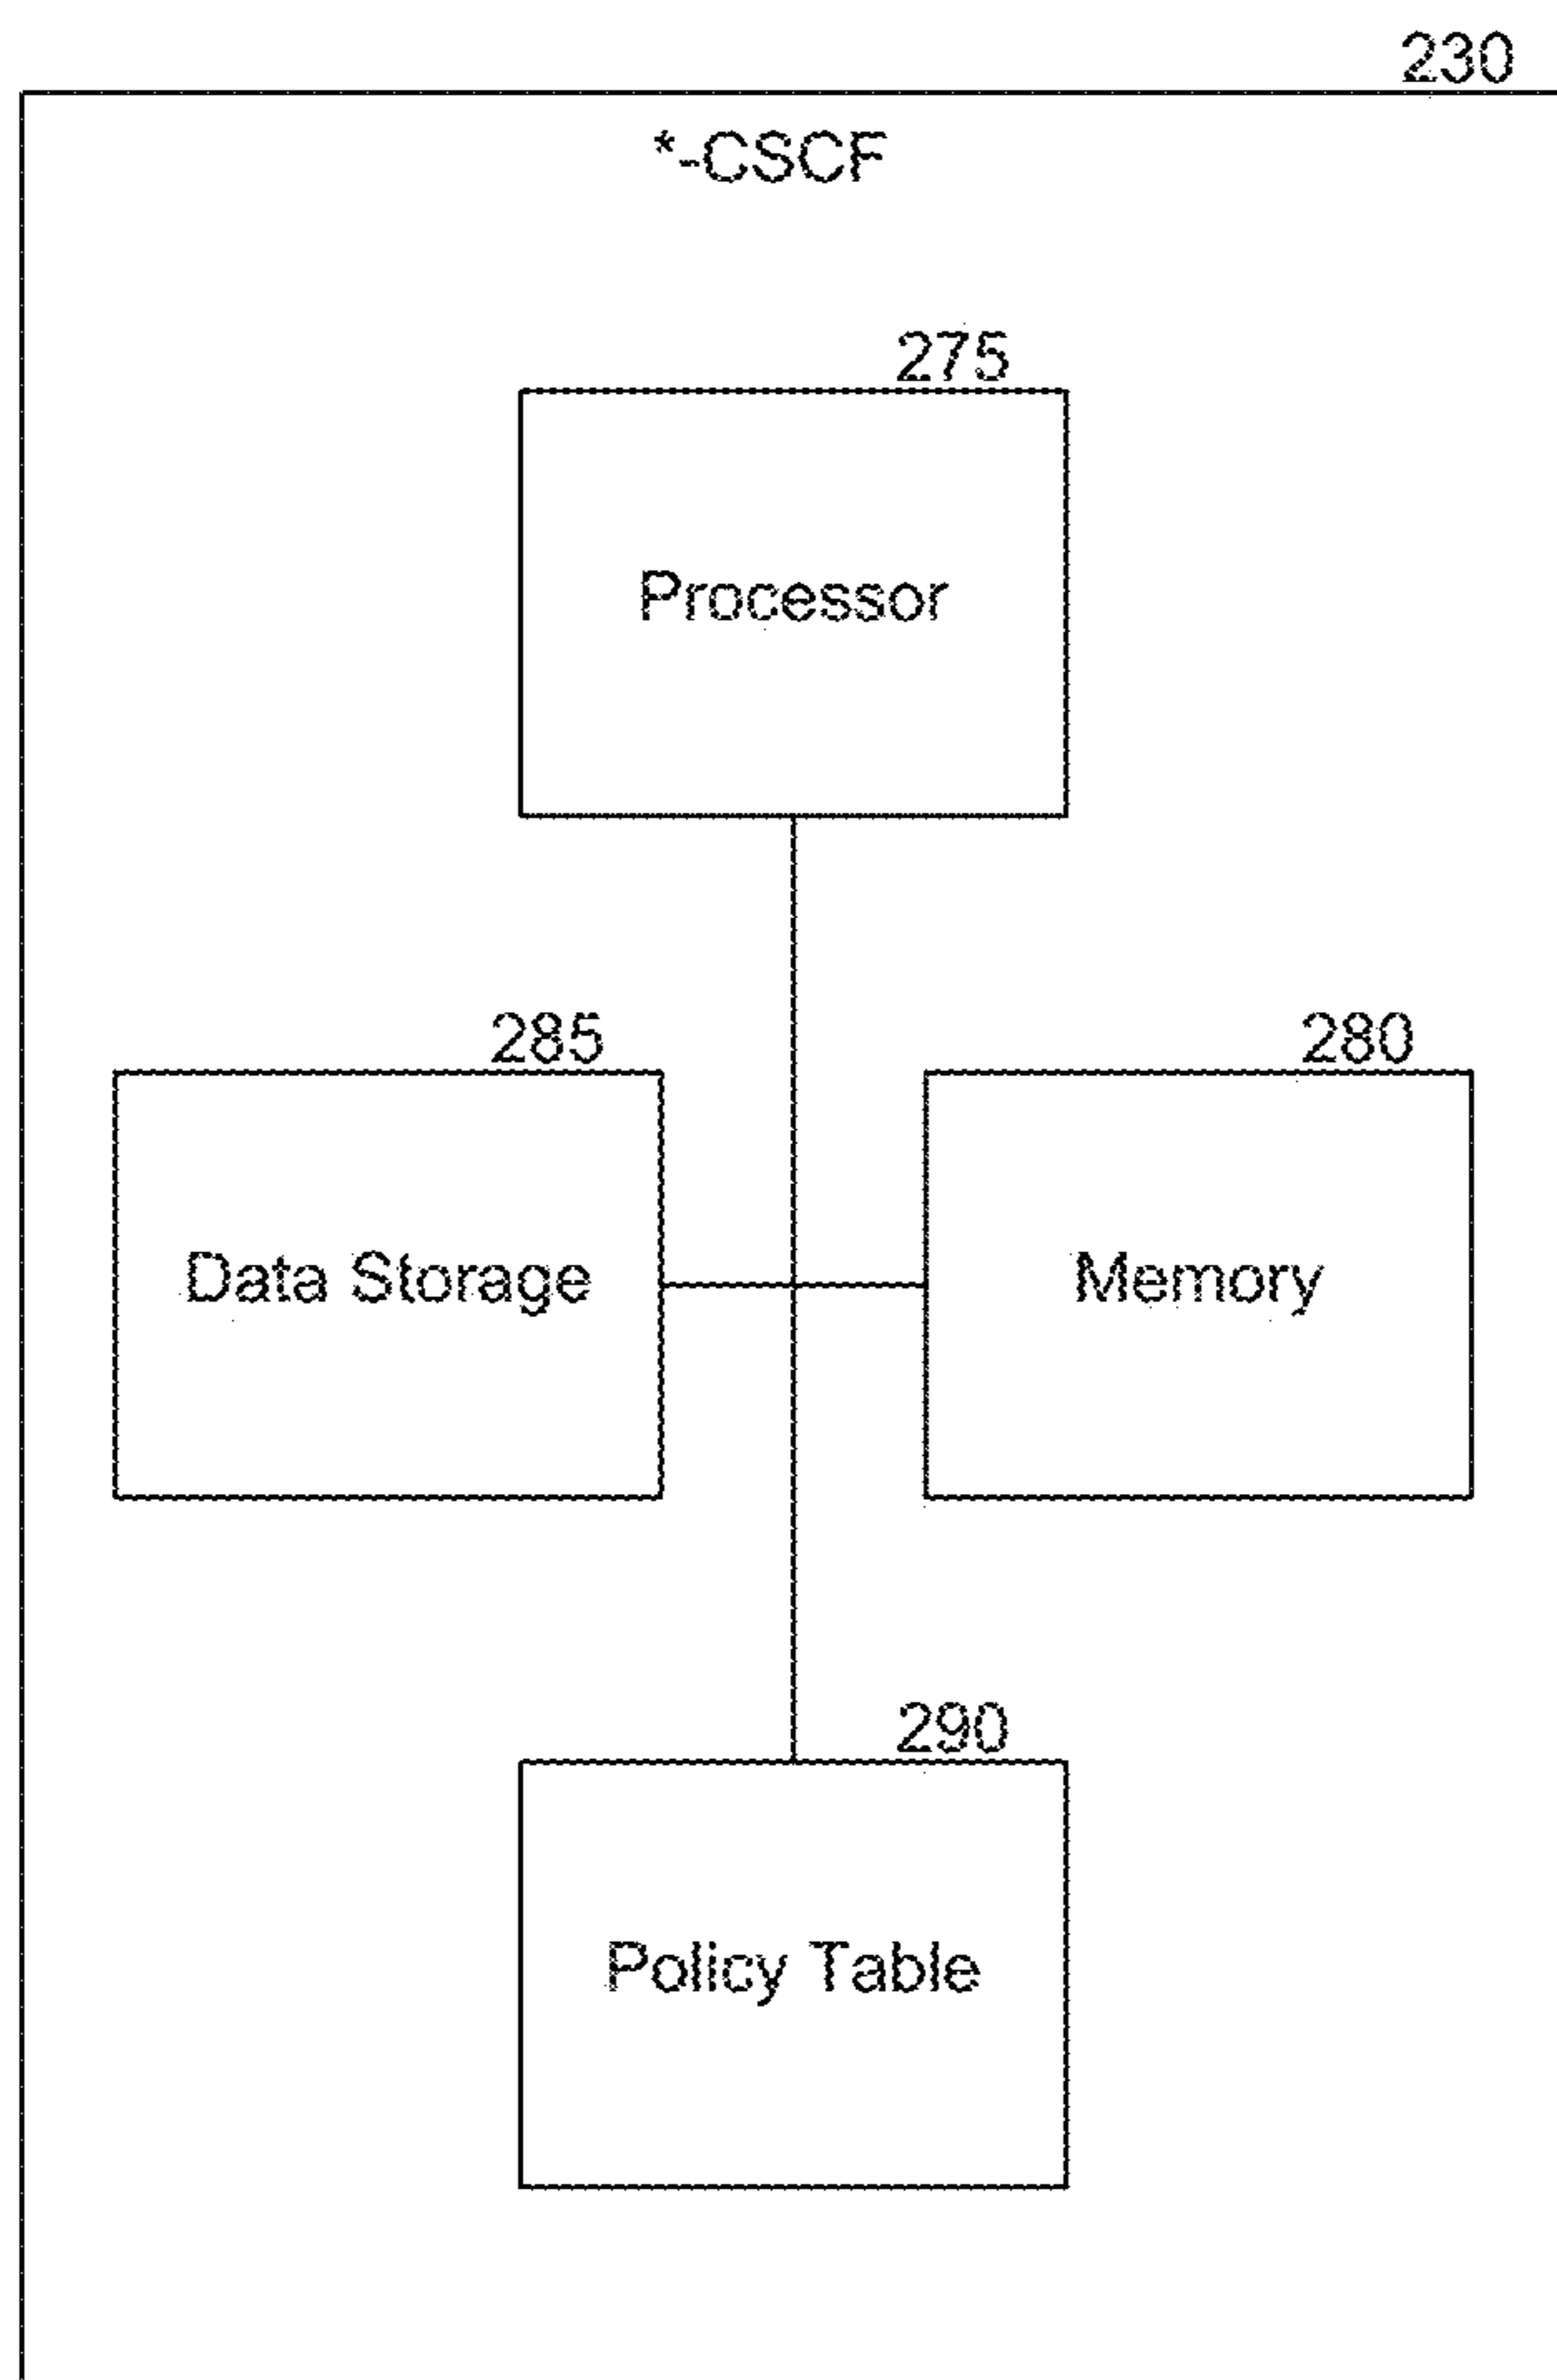 230
*-CSCF
275
Processor
285
280
Data Storage
Memory
290
Policy Table